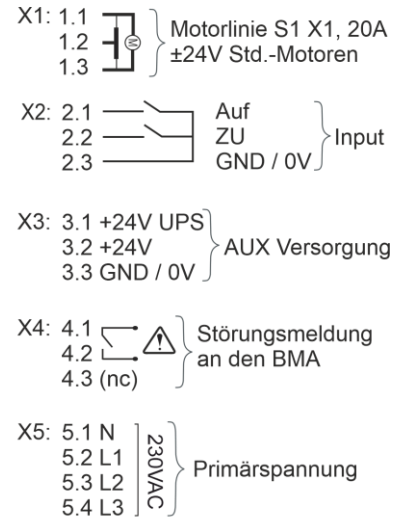 X1: 1.1
1.2
1.3
M
Motorlinie S1 X1, 20A
±24V Std.-Motoren
X2: 2.1 Auf
2.2 ZU
2.3 GND / 0V
Input
X3: 3.1 +24V UPS
3.2 +24V
3.3 GND / 0V
AUX Versorgung
X4: 4.1
4.2
4.3 (nc)
Störungsmeldung
an den BMA
X5: 5.1 N
5.2 L1
5.3 L2
5.4 L3
230VAC
Primärspannung